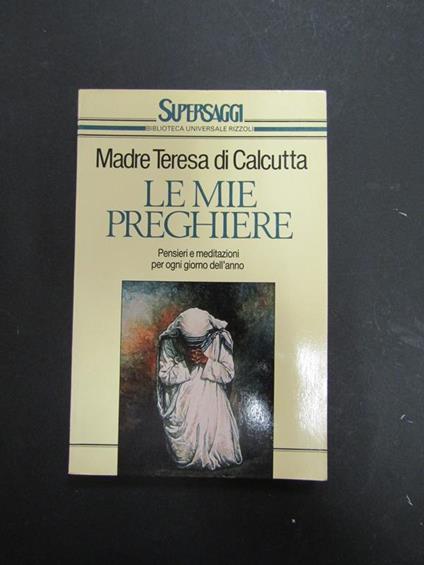 SUPERSAGGI
BIBLIOTECA UNIVERSALE RIZZOLI
Madre Teresa di Calcutta
LE MIE
PREGHIERE
Pensieri e meditazioni
per ogni giorno dell'anno